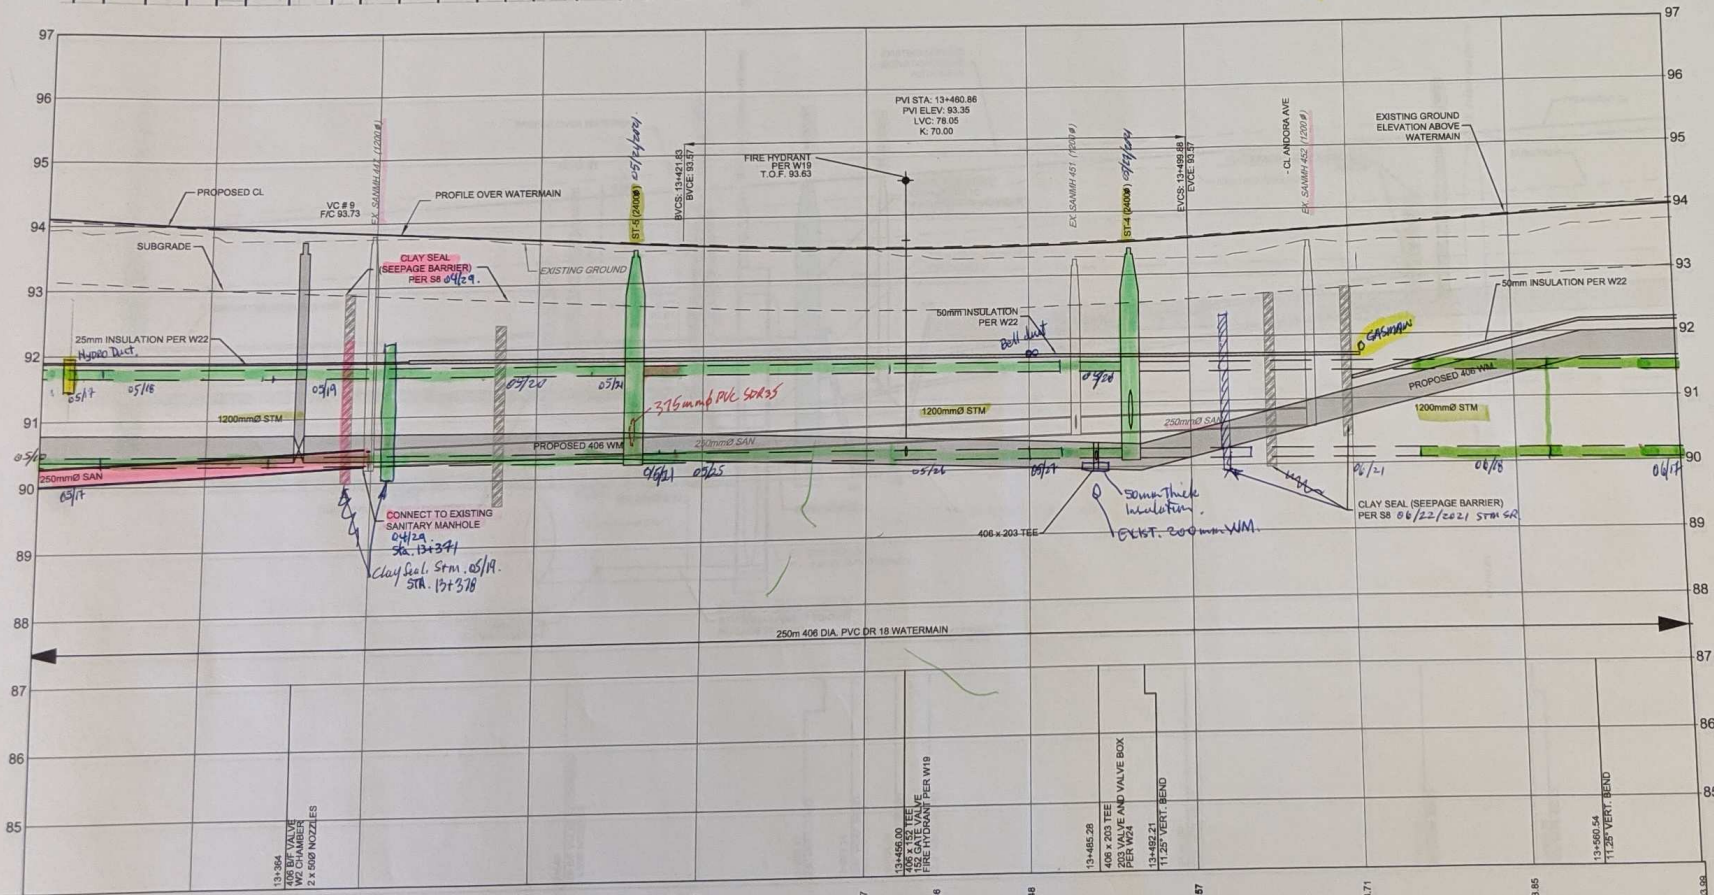 97
96
95
94
93
92
91
90
89
88
87
86
85
97
96
95
94
93
92
91
90
89
88
87
86
PROPOSED CL
VC # 9
F/C 93.73
PROFILE OVER WATERMAIN
SUBGRADE
CLAY SEAL
(SEEPAGE BARRIER)
PER S8 04/29.
EXISTING GROUND
ST-5 (2400Ø) 05/21/2021
BVCS: 13+421.83
BVCE: 93.57
FIRE HYDRANT
PER W19
T.O.F. 93.63
PVI STA: 13+460.86
PVI ELEV: 93.35
LVC: 78.05
K: 70.00
EX. SANMH 451 (1200Ø)
ST-4 (2400Ø)
EVCS: 13+499.88
EVCE: 93.57
- CL ANDORA AVE
EX. SANMH 452 (1200Ø)
EXISTING GROUND
ELEVATION ABOVE
WATERMAIN
25mm INSULATION PER W22
Hydro Duct.
05/17
05/18
05/19
05/20
05/21
50mm INSULATION
PER W22
Bell duct
GASMAIN
50mm INSULATION PER W22
1200mmØ STM
375mmØ PVC SDR35
1200mmØ STM
250mmØ SAN
PROPOSED 406 WM
1200mmØ STM
PROPOSED 406 WM
250mmØ SAN
250mmØ SAN
05/17
05/25
05/26
05/27
06/21
06/18
06/17
CONNECT TO EXISTING
SANITARY MANHOLE
04/29.
Sta. 13+371
Clay Seal. Stm. 05/19.
STA. 13+378
50mm Thick
Insulation.
406 x 203 TEE
EXIST. 200mm WM.
CLAY SEAL (SEEPAGE BARRIER)
PER S8 06/22/2021 STM SR
250m 406 DIA. PVC DR 18 WATERMAIN
13+364
406 B/F VALVE
W2 CHAMBER
2 x 50Ø NOZZLES
13+456.00
406 x 152 TEE
152 GATE VALVE
FIRE HYDRANT PER W19
13+485.28
406 x 203 TEE
203 VALVE AND VALVE BOX
PER W24
13+492.21
11.25° VERT. BEND
13+560.54
11.25° VERT. BEND